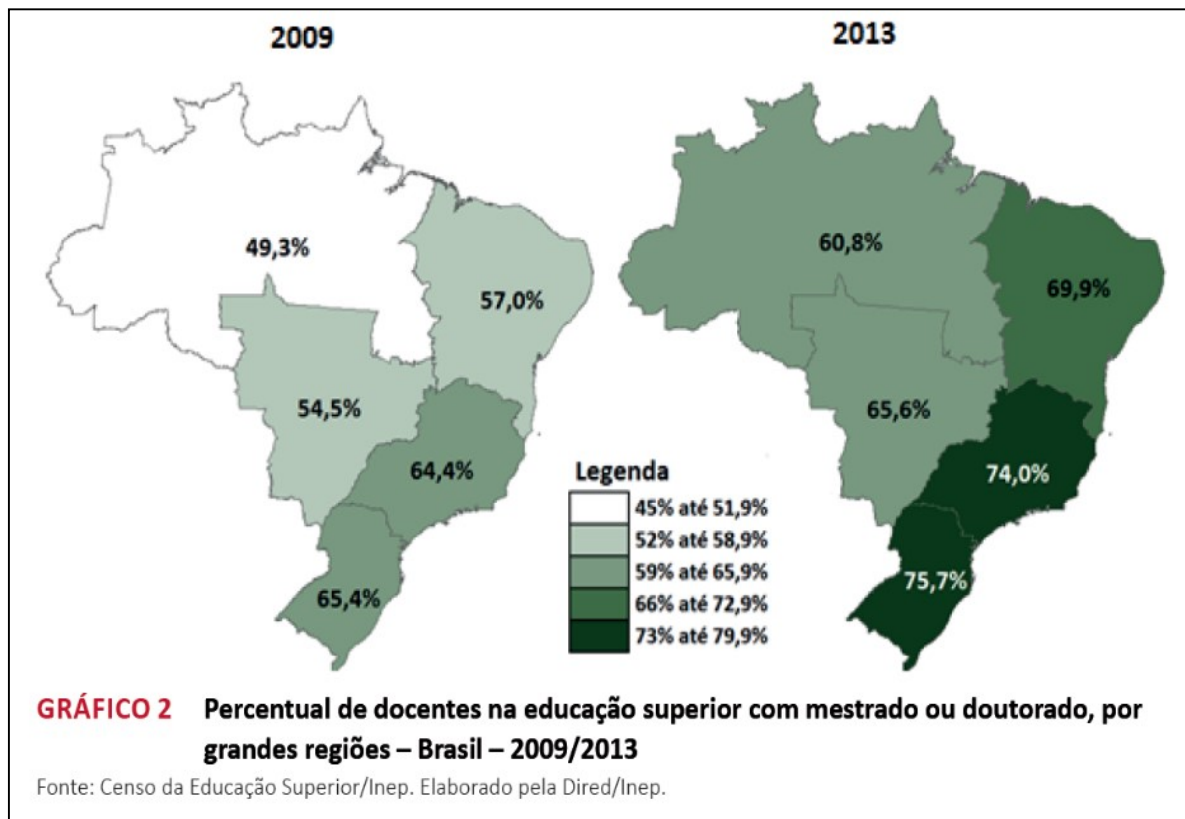 2009
2013
49,3%
57,0%
54,5%
64,4%
65,4%
60,8%
69,9%
65,6%
74,0%
75,7%
Legenda
45% até 51,9%
52% até 58,9%
59% até 65,9%
66% até 72,9%
73% até 79,9%
GRÁFICO 2 Percentual de docentes na educação superior com mestrado ou doutorado, por
grandes regiões – Brasil – 2009/2013
Fonte: Censo da Educação Superior/Inep. Elaborado pela Dired/Inep.